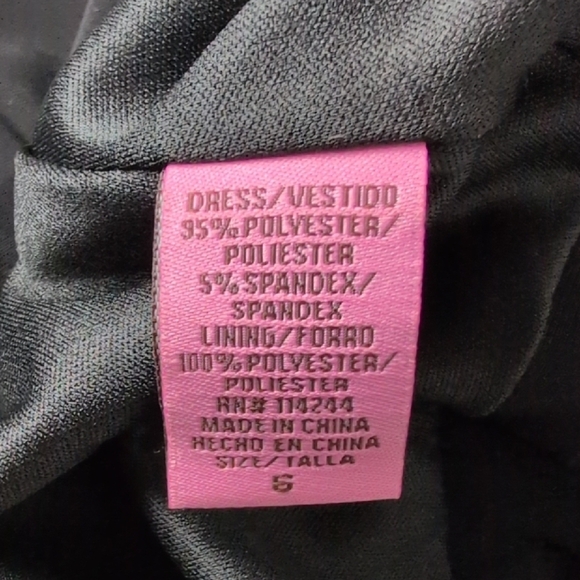 DRESS/VESTIDO
95%POLYESTER/
POLIESTER
5%SPANDEX/
SPANDEX
LINING/FORRO
100%POLYESTER/
POLIESTER
RN# 114244
MADE IN CHINA
HECHO EN CHINA
SIZE/TALLA